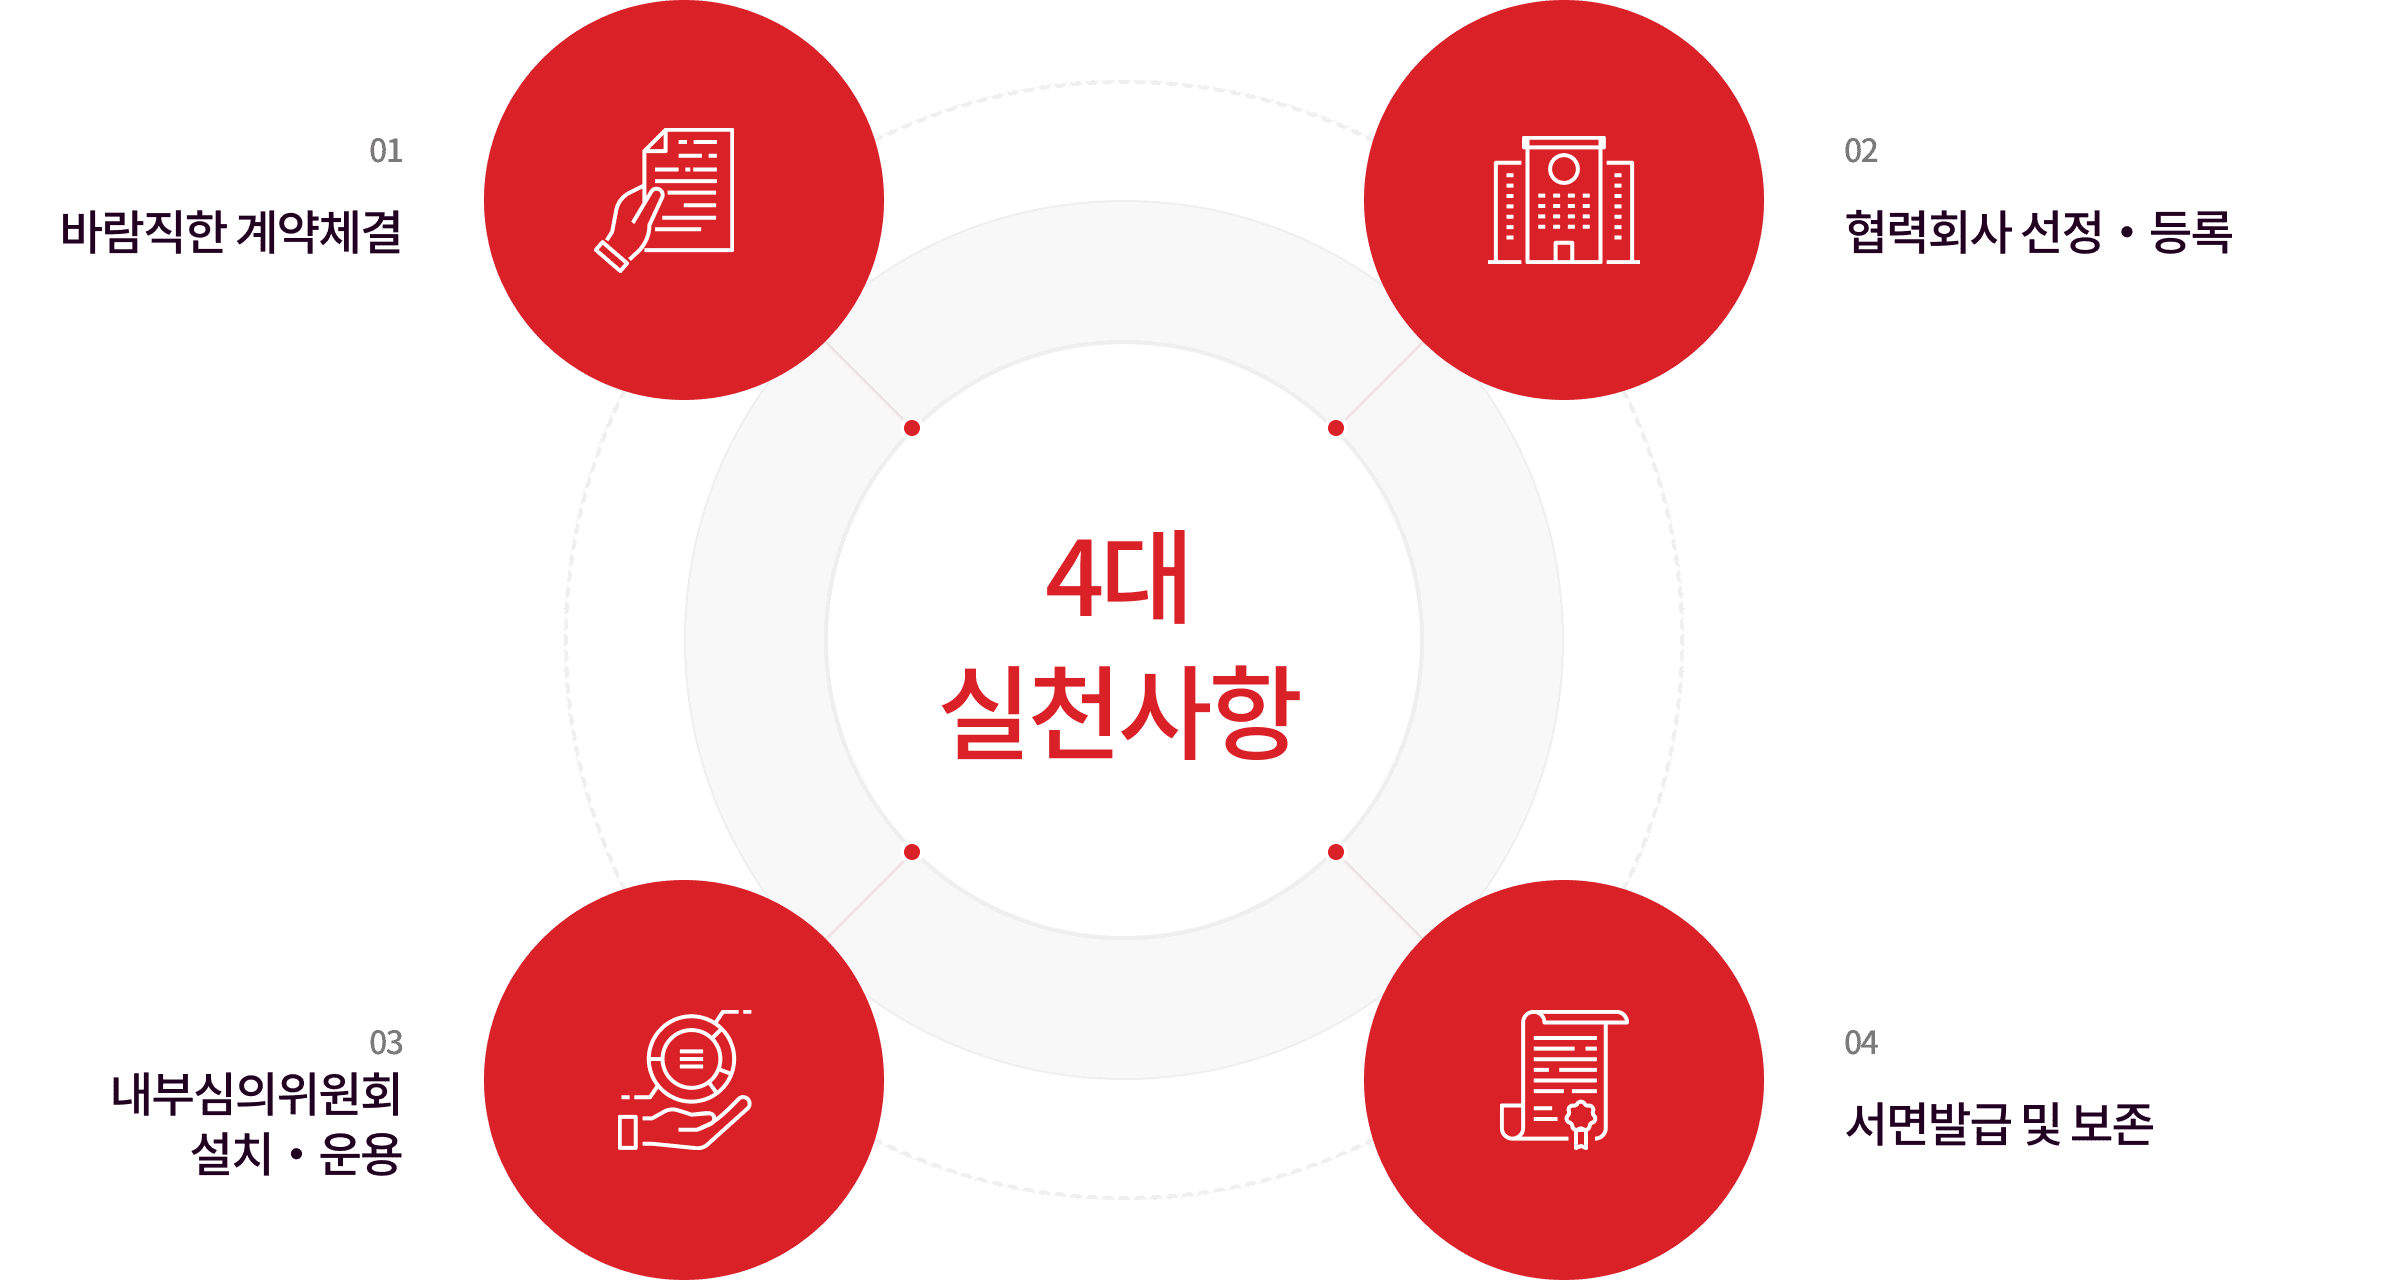 01
바람직한 계약체결
02
협력회사 선정・등록
4대
실천사항
03
내부심의위원회
설치・운용
04
서면발급 및 보존